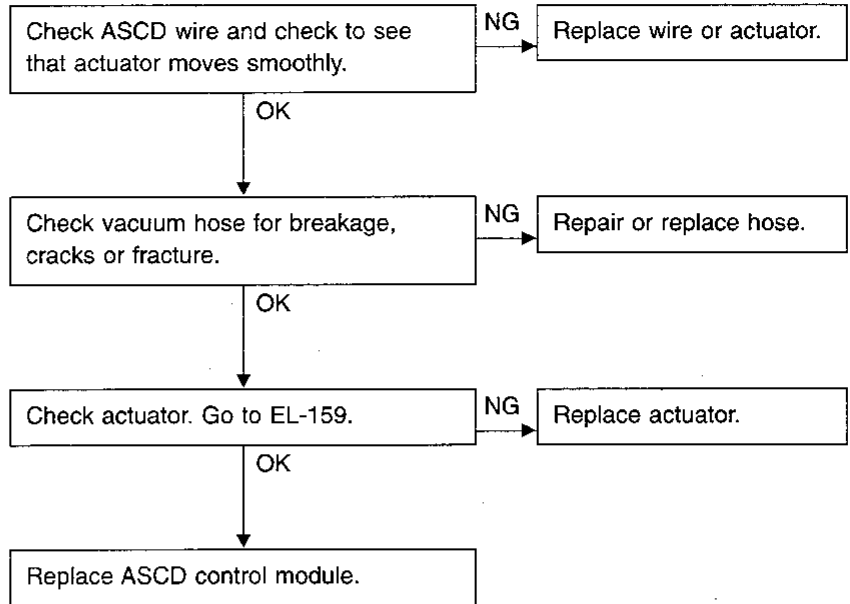 Check ASCD wire and check to see
that actuator moves smoothly.
NG
Replace wire or actuator.
OK
Check vacuum hose for breakage,
cracks or fracture.
NG
Repair or replace hose.
OK
Check actuator. Go to EL-159.
NG
Replace actuator.
OK
Replace ASCD control module.